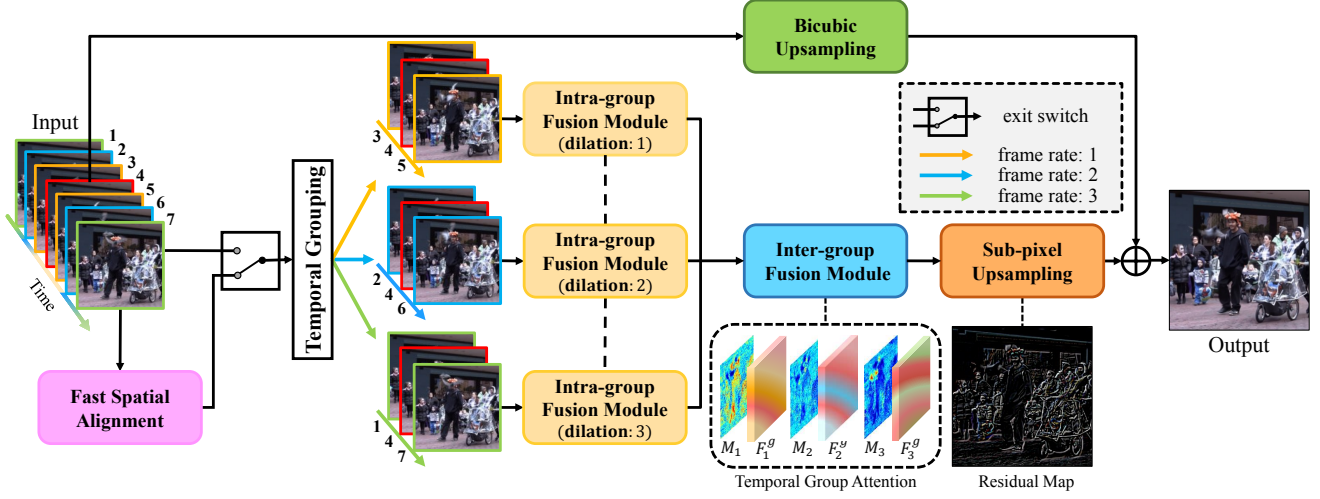 Bicubic
Upsampling
Input
1
2
3
4
5
6
7
Time
Fast Spatial
Alignment
Temporal Grouping
3
4
5
2
4
6
1
4
7
Intra-group
Fusion Module
(dilation: 1)
Intra-group
Fusion Module
(dilation: 2)
Intra-group
Fusion Module
(dilation: 3)
exit switch
frame rate: 1
frame rate: 2
frame rate: 3
Inter-group
Fusion Module
Sub-pixel
Upsampling
M₁ F₁ᵍ M₂ F₂ᵍ M₃ F₃ᵍ
Temporal Group Attention
Residual Map
Output